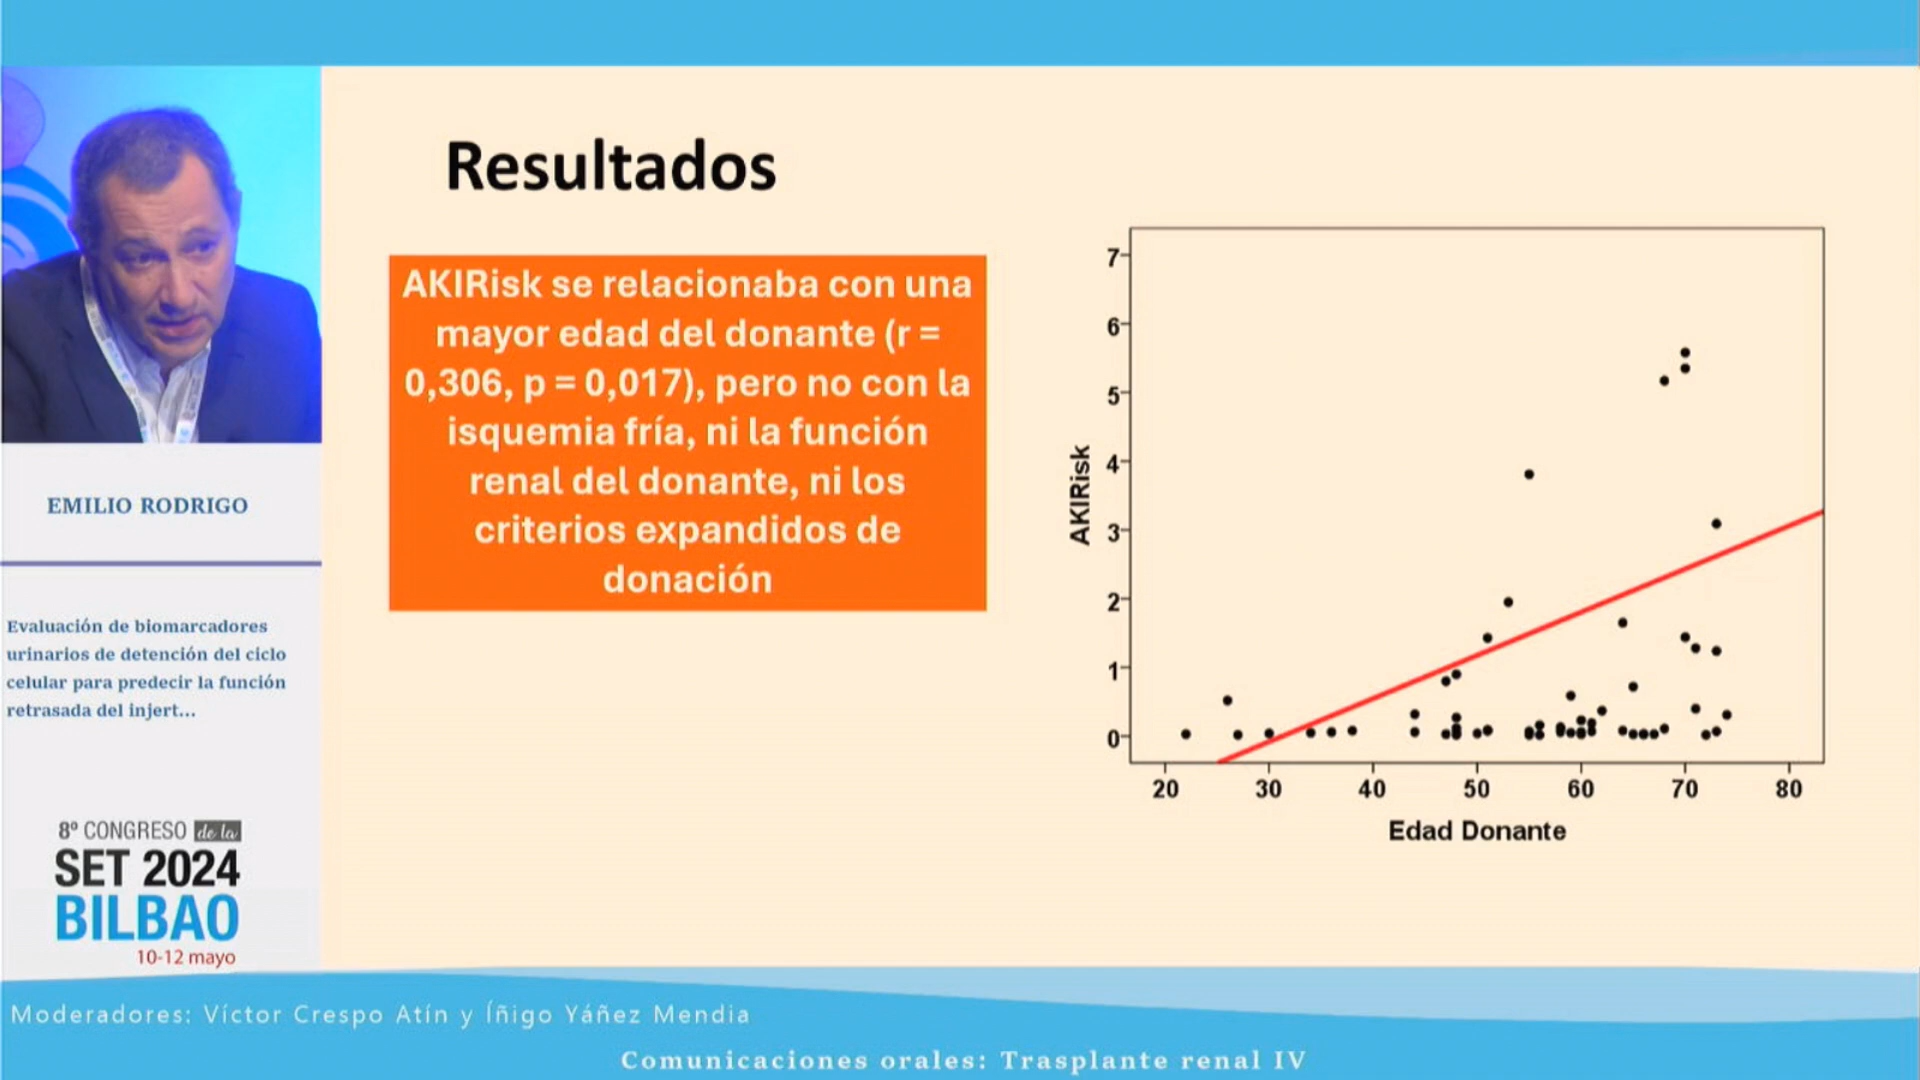 Resultados
AKIRisk se relacionaba con una
mayor edad del donante (r =
0,306, p = 0,017), pero no con la
isquemia fría, ni la función
renal del donante, ni los
criterios expandidos de
donación
7
6
5
4
3
2
1
0
AKIRisk
20 30 40 50 60 70 80
Edad Donante
EMILIO RODRIGO
Evaluación de biomarcadores
urinarios de detención del ciclo
celular para predecir la función
retrasada del injert...
8º CONGRESO de la
SET 2024
BILBAO
10-12 mayo
Moderadores: Víctor Crespo Atín y Íñigo Yáñez Mendia
Comunicaciones orales: Trasplante renal IV